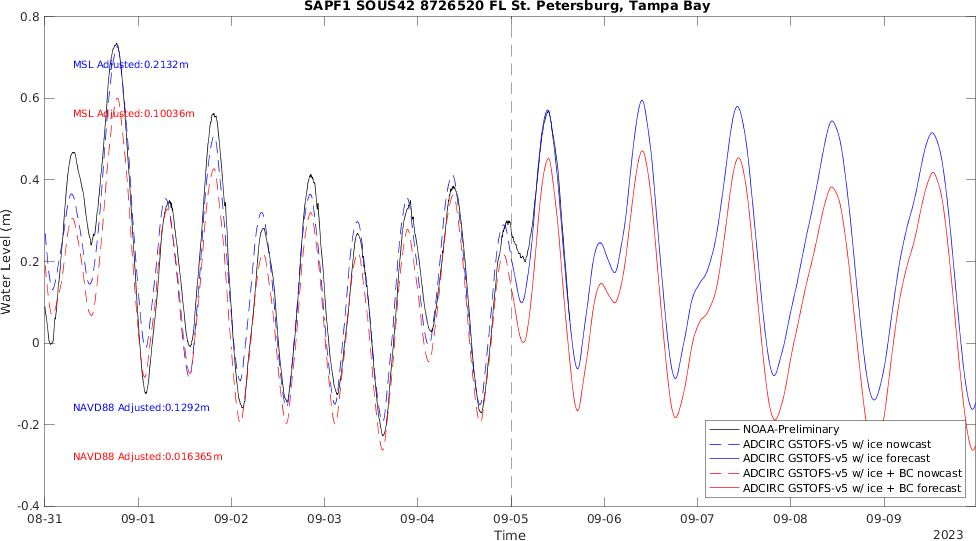 SAPF1 SOUS42 8726520 FL St. Petersburg, Tampa Bay
0.8
0.6
0.4
0.2
0
-0.2
-0.4
Water Level (m)
MSL Adjusted:0.2132m
MSL Adjusted:0.10036m
NAVD88 Adjusted:0.1292m
NAVD88 Adjusted:0.016365m
NOAA-Preliminary
ADCIRC GSTOFS-v5 w/ ice nowcast
ADCIRC GSTOFS-v5 w/ ice forecast
ADCIRC GSTOFS-v5 w/ ice + BC nowcast
ADCIRC GSTOFS-v5 w/ ice + BC forecast
08-31 09-01 09-02 09-03 09-04 09-05 09-06 09-07 09-08 09-09
Time
2023